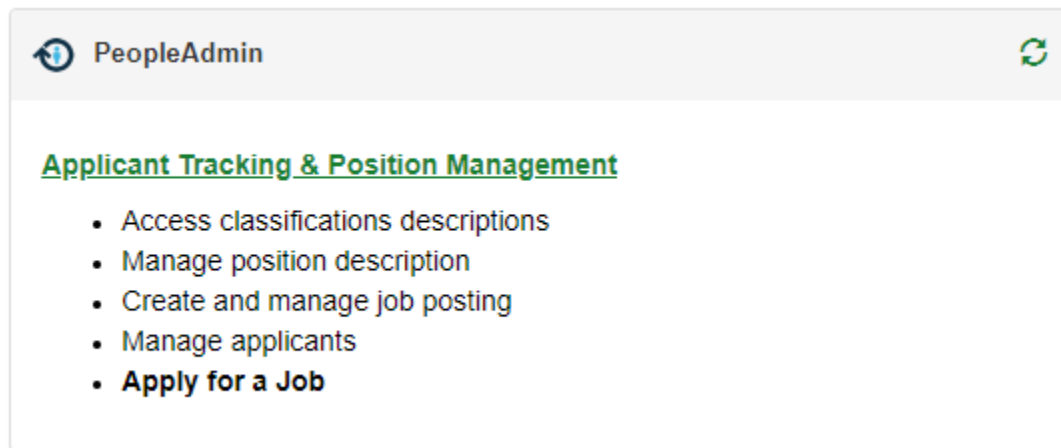 PeopleAdmin
Applicant Tracking & Position Management
• Access classifications descriptions
• Manage position description
• Create and manage job posting
• Manage applicants
• Apply for a Job